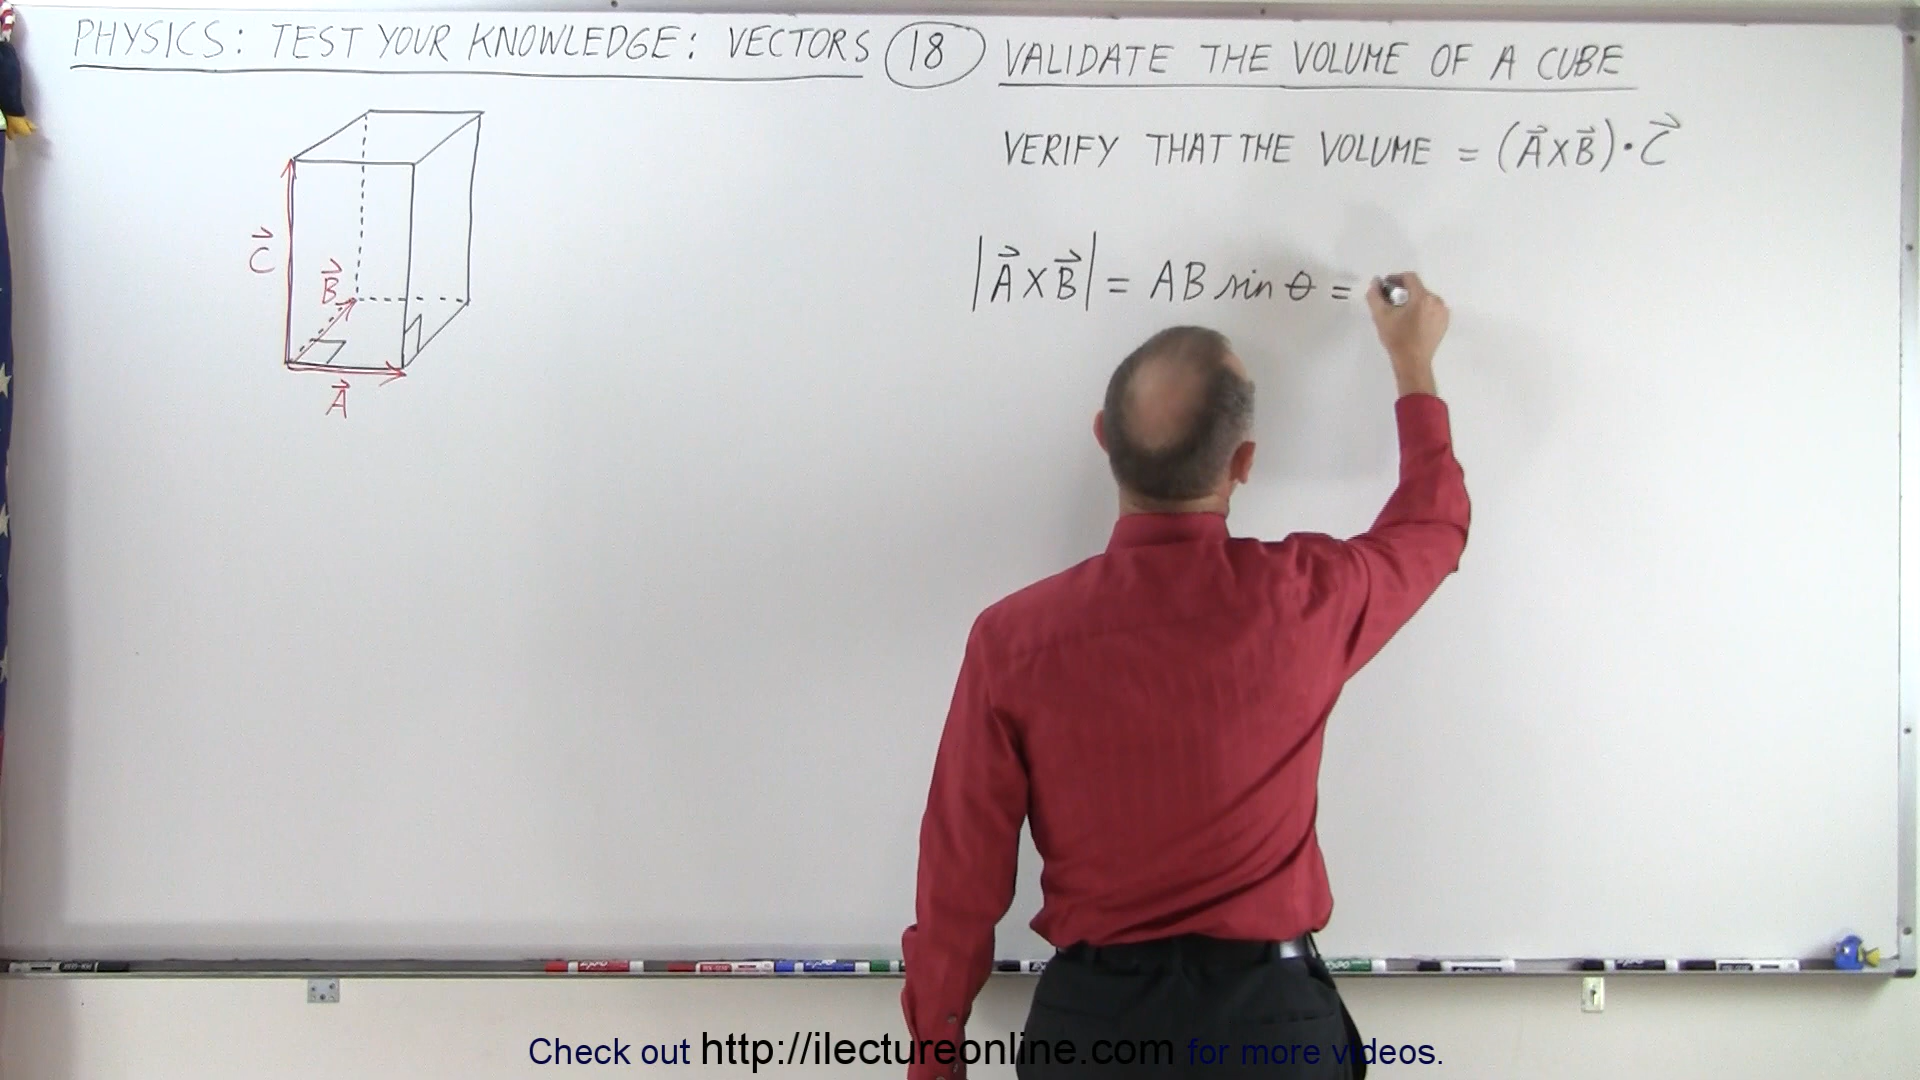 PHYSICS: TEST YOUR KNOWLEDGE: VECTORS 18 VALIDATE THE VOLUME OF A CUBE
VERIFY THAT THE VOLUME = (A⃗ X B⃗) · C⃗
|A⃗ X B⃗| = AB sin θ =
C⃗
B⃗
A⃗
Check out http://ilectureonline.com for more videos.